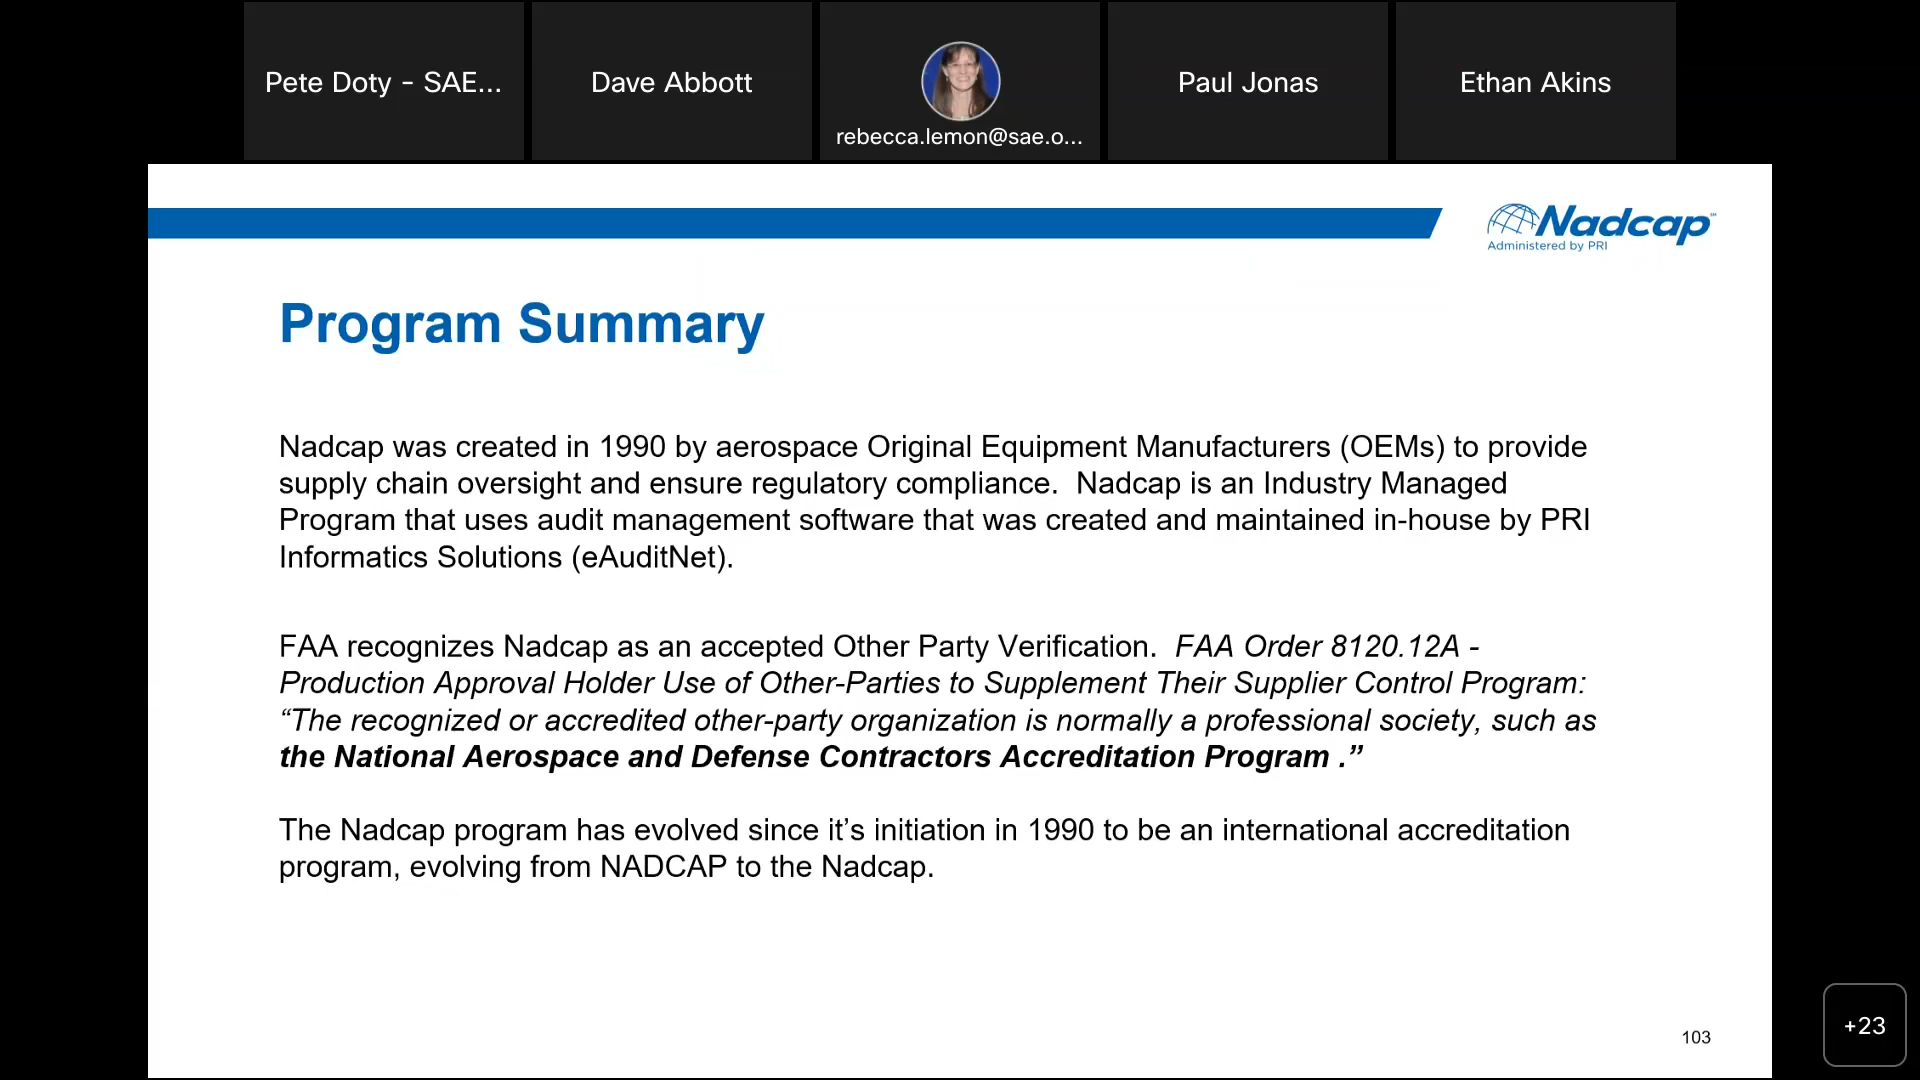 Pete Doty - SAE...
Dave Abbott
rebecca.lemon@sae.o...
Paul Jonas
Ethan Akins
Nadcap℠
Administered by PRI
Program Summary
Nadcap was created in 1990 by aerospace Original Equipment Manufacturers (OEMs) to provide
supply chain oversight and ensure regulatory compliance.  Nadcap is an Industry Managed
Program that uses audit management software that was created and maintained in-house by PRI
Informatics Solutions (eAuditNet).
FAA recognizes Nadcap as an accepted Other Party Verification.  FAA Order 8120.12A -
Production Approval Holder Use of Other-Parties to Supplement Their Supplier Control Program:
“The recognized or accredited other-party organization is normally a professional society, such as
the National Aerospace and Defense Contractors Accreditation Program .”
The Nadcap program has evolved since it’s initiation in 1990 to be an international accreditation
program, evolving from NADCAP to the Nadcap.
103
+23